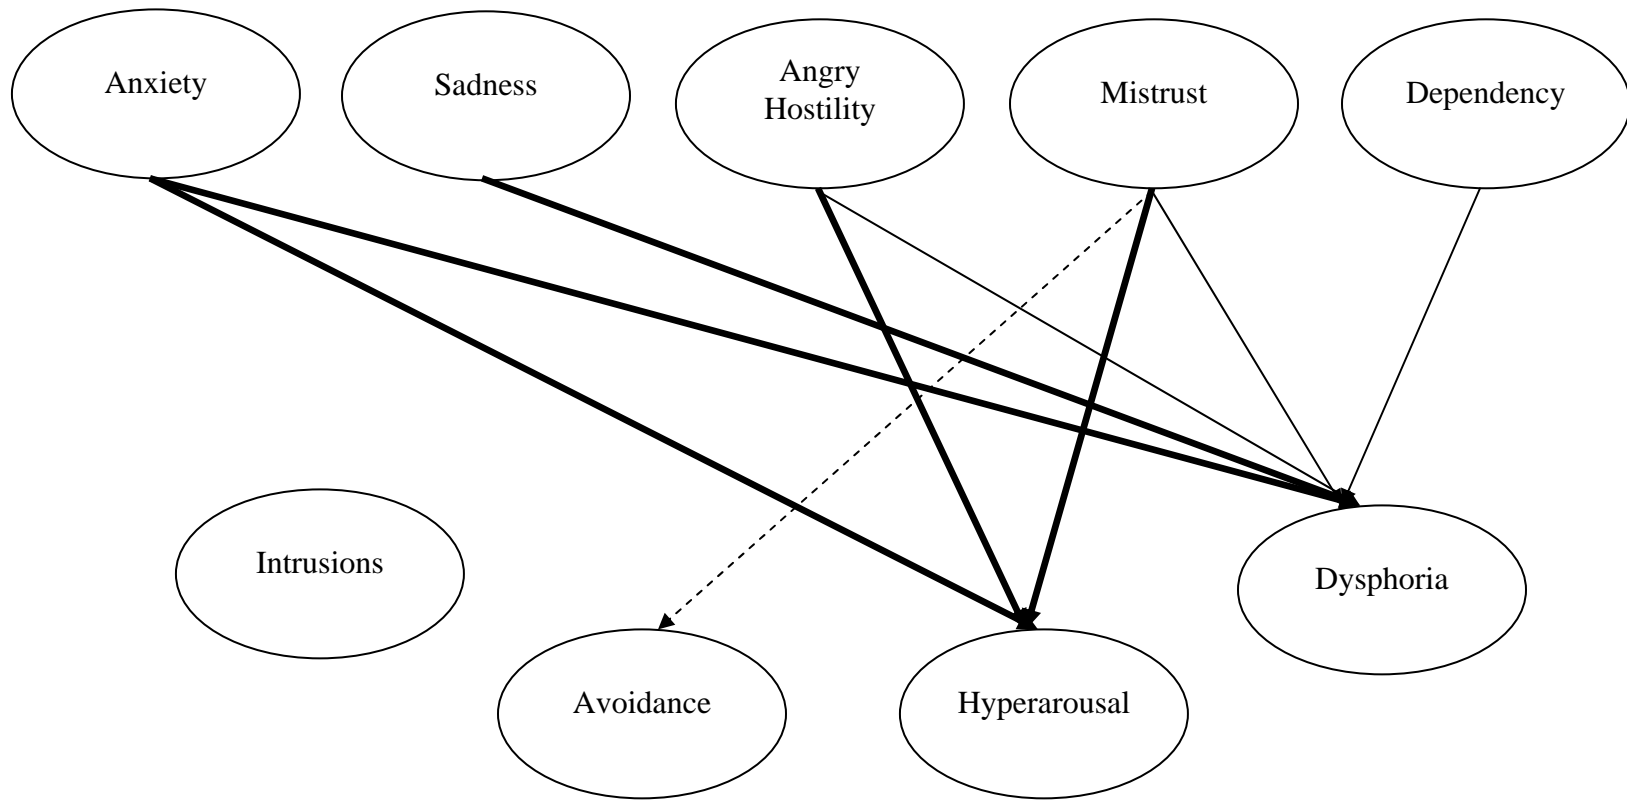 Anxiety
Sadness
Angry
Hostility
Mistrust
Dependency
Intrusions
Dysphoria
Avoidance
Hyperarousal